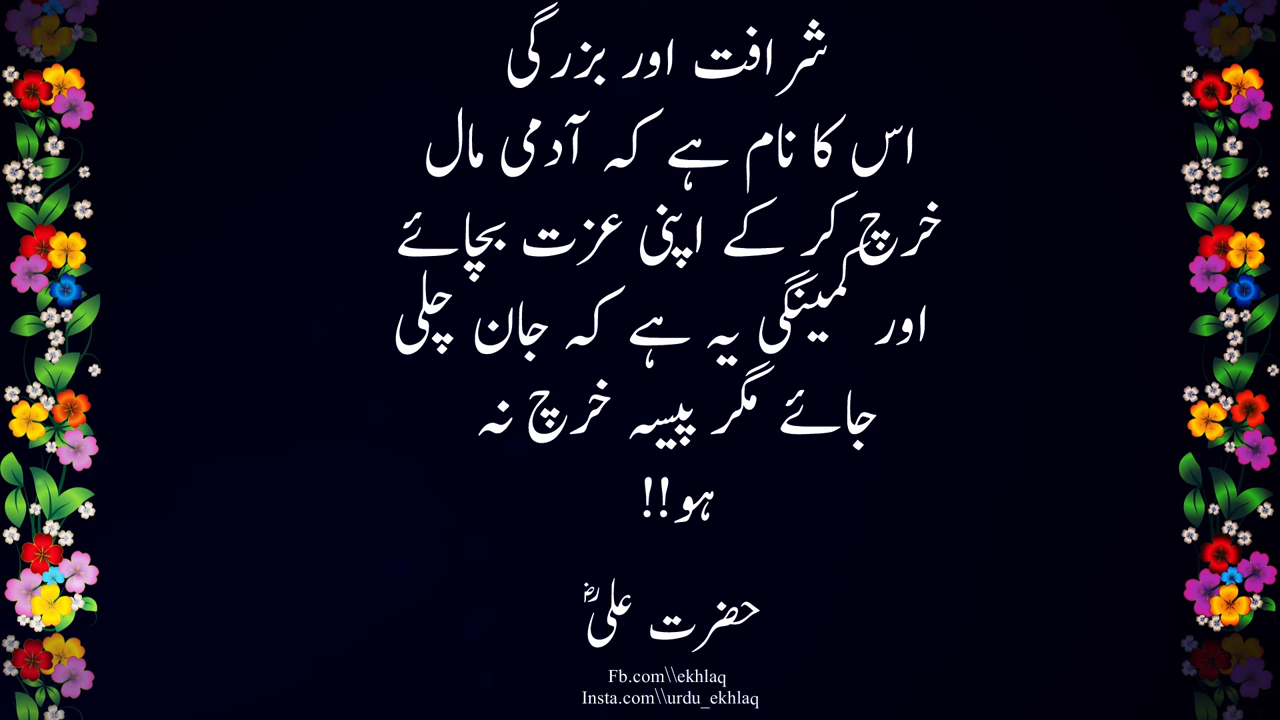 شرافت اور بزرگی
اس کا نام ہے کہ آدمی مال
خرچ کر کے اپنی عزت بچائے
اور کمینگی یہ ہے کہ جان چلی
جائے مگر پیسہ خرچ نہ
ہو!!
حضرت علیؓ
Fb.com\\ekhlaq
Insta.com\\urdu_ekhlaq